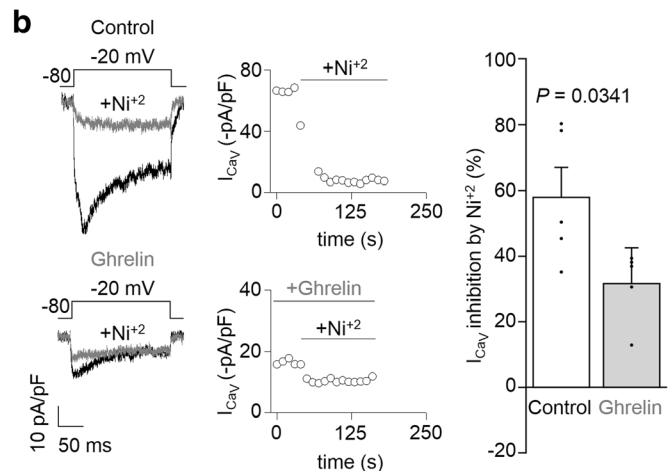 b
Control
-20 mV
-80
+Ni+2
10 pA/pF
50 ms
Ghrelin
-20 mV
-80
+Ni+2
ICaV (-pA/pF)
80
40
0
+Ni+2
0 125 250
time (s)
ICaV (-pA/pF)
40
20
0
+Ghrelin
+Ni+2
0 125 250
time (s)
ICaV inhibition by Ni+2 (%)
100
80
60
40
20
0
-20
P = 0.0341
Control Ghrelin